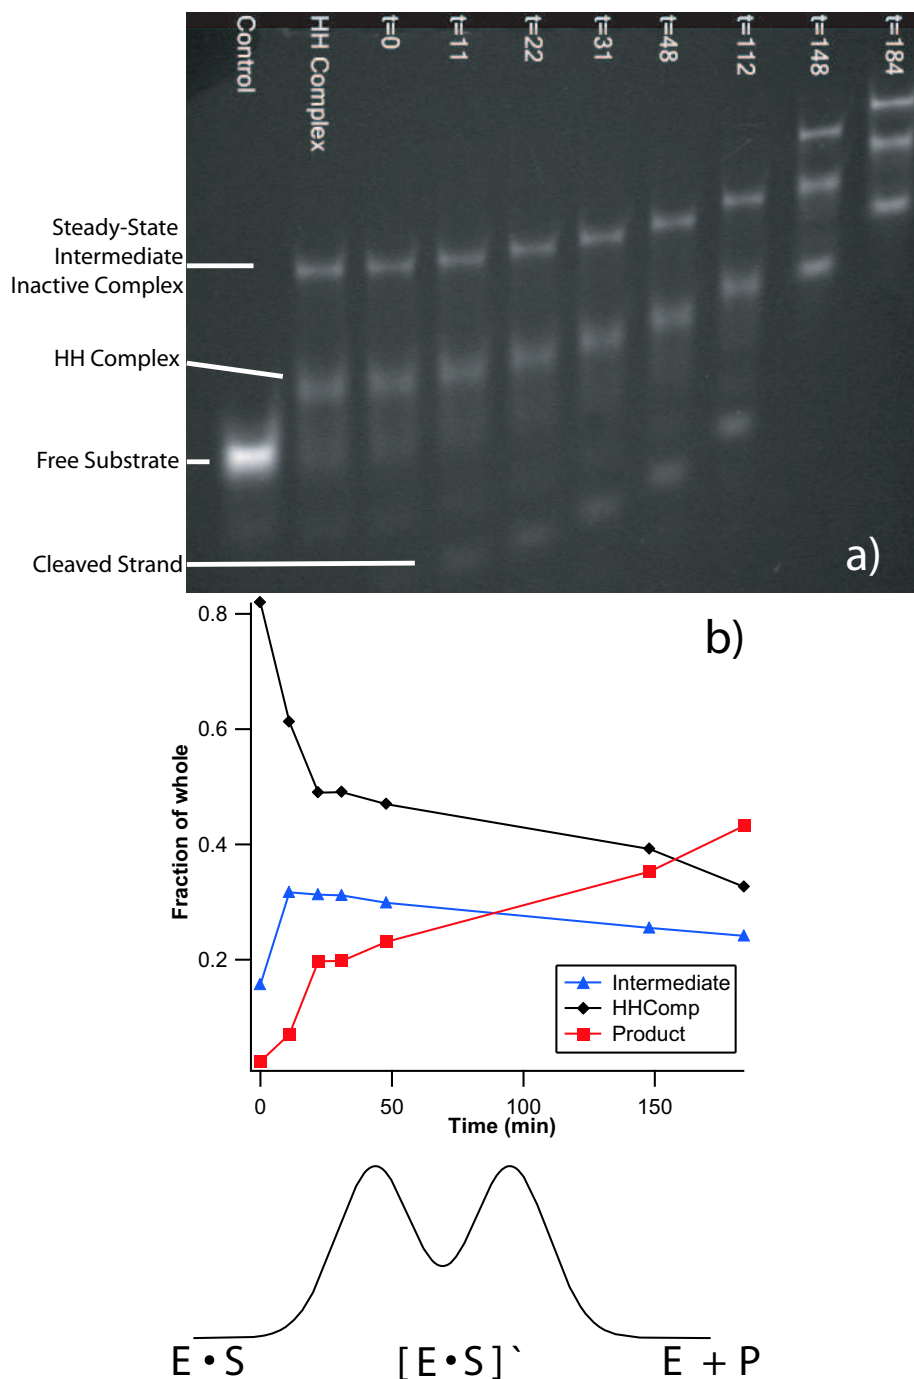 Control
HH Complex
t=0
t=11
t=22
t=31
t=48
t=112
t=148
t=184
Steady-State
Intermediate
Inactive Complex
HH Complex
Free Substrate
Cleaved Strand
a)
b)
0.8
0.6
0.4
0.2
Fraction of whole
Intermediate
HHComp
Product
0
50
100
150
Time (min)
E • S
[ E • S ] `
E + P